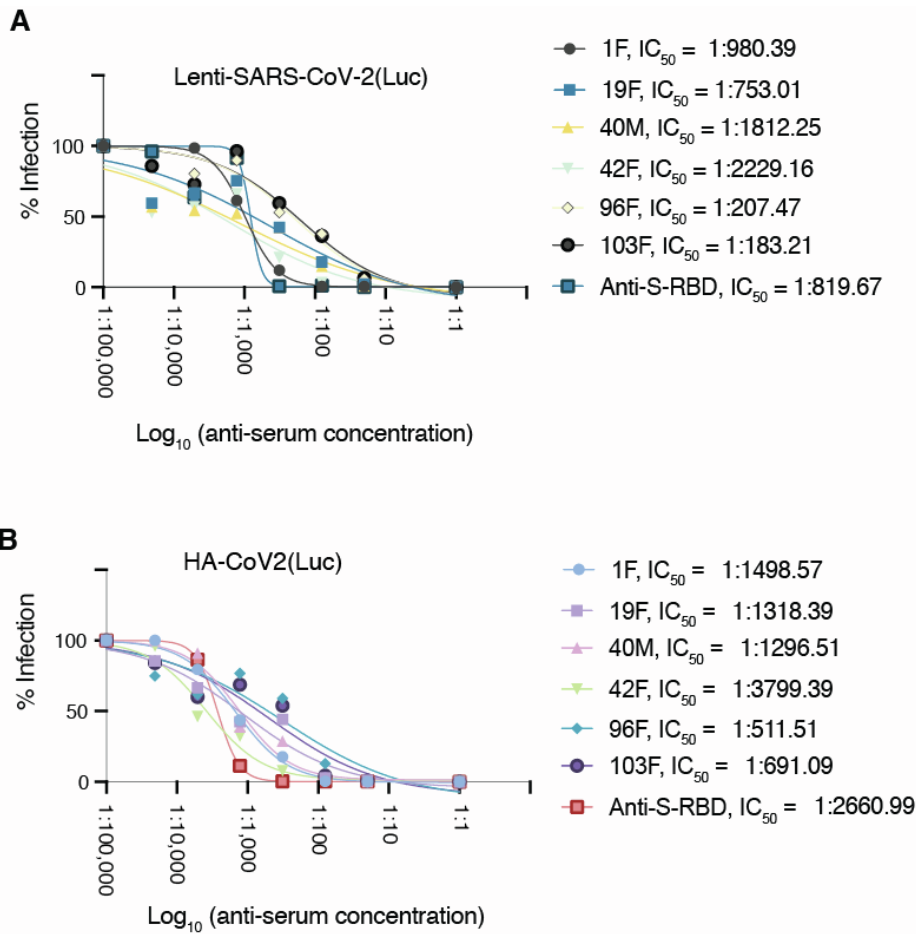 A
Lenti-SARS-CoV-2(Luc)
% Infection
100
50
0
1:100,000
1:10,000
1:1,000
1:100
1:10
1:1
Log10 (anti-serum concentration)
1F, IC50 = 1:980.39
19F, IC50 = 1:753.01
40M, IC50 = 1:1812.25
42F, IC50 = 1:2229.16
96F, IC50 = 1:207.47
103F, IC50 = 1:183.21
Anti-S-RBD, IC50 = 1:819.67
B
HA-CoV2(Luc)
% Infection
100
50
0
1:100,000
1:10,000
1:1,000
1:100
1:10
1:1
Log10 (anti-serum concentration)
1F, IC50 = 1:1498.57
19F, IC50 = 1:1318.39
40M, IC50 = 1:1296.51
42F, IC50 = 1:3799.39
96F, IC50 = 1:511.51
103F, IC50 = 1:691.09
Anti-S-RBD, IC50 = 1:2660.99